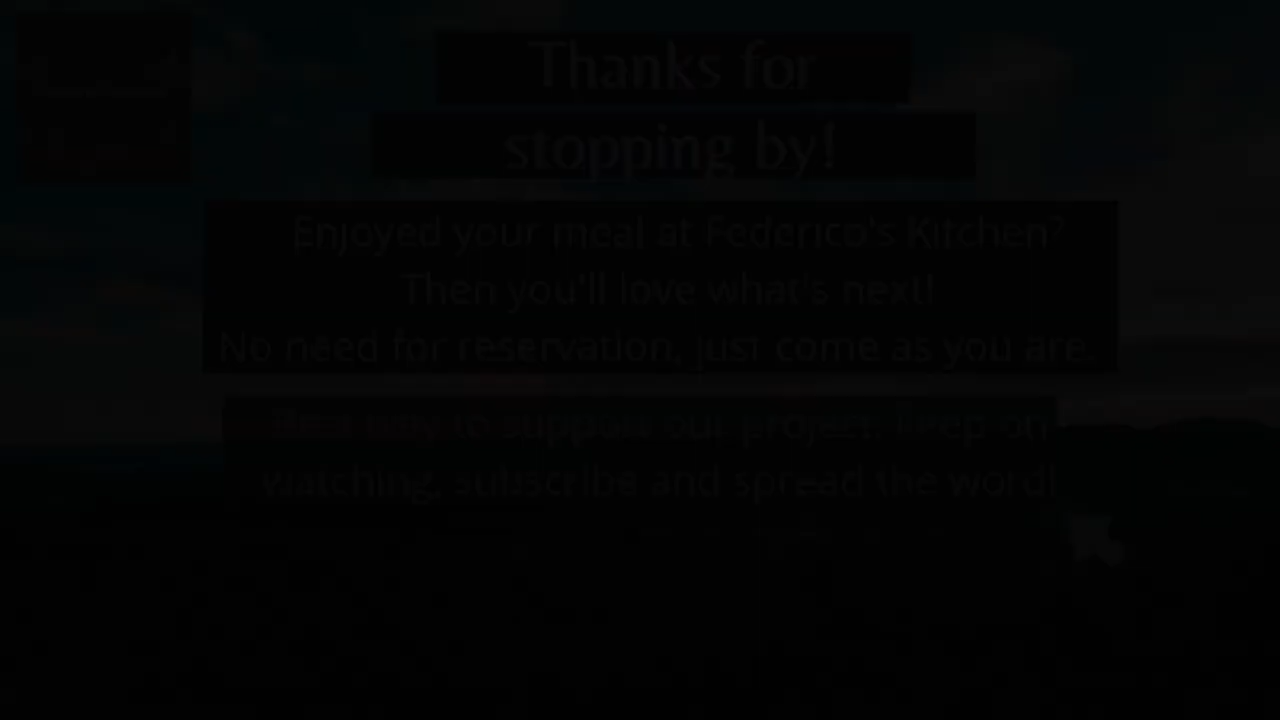 Thanks for
stopping by!
Enjoyed your meal at Federico's Kitchen?
Then you'll love what's next!
No need for reservation, just come as you are.
Best way to support our project: keep on
watching, subscribe and spread the word!